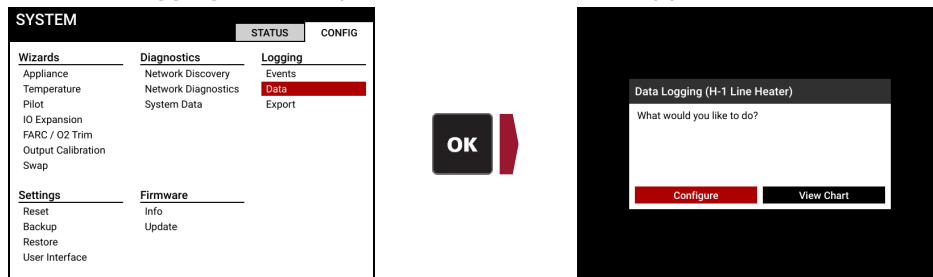 SYSTEM
STATUS CONFIG
Wizards
Appliance
Temperature
Pilot
IO Expansion
FARC / O2 Trim
Output Calibration
Swap
Diagnostics
Network Discovery
Network Diagnostics
System Data
Logging
Events
Data
Export
Settings
Reset
Backup
Restore
User Interface
Firmware
Info
Update
OK
Data Logging (H-1 Line Heater)
What would you like to do?
Configure View Chart